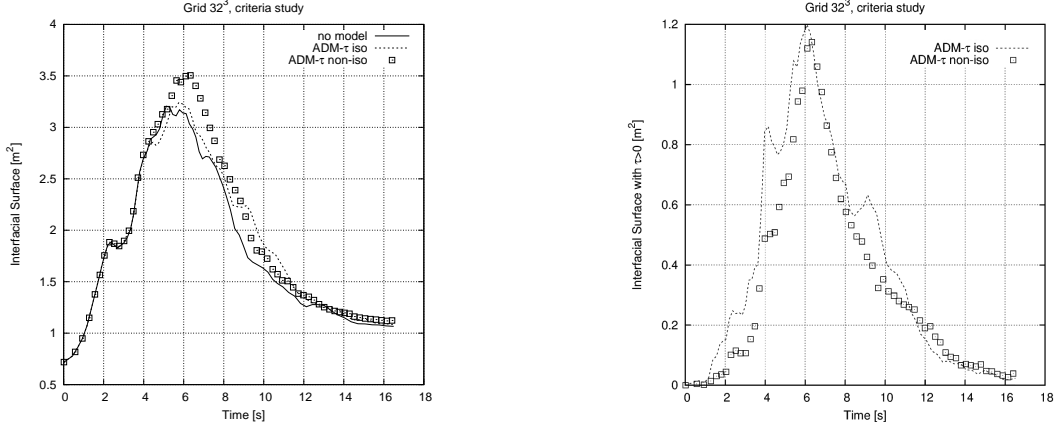 Grid 32³, criteria study
no model
ADM-τ iso
ADM-τ non-iso
Interfacial Surface [m²]
4
3.5
3
2.5
2
1.5
1
0.5
0 2 4 6 8 10 12 14 16 18
Time [s]
Grid 32³, criteria study
ADM-τ iso
ADM-τ non-iso
Interfacial Surface with τ>0 [m²]
1.2
1
0.8
0.6
0.4
0.2
0
0 2 4 6 8 10 12 14 16 18
Time [s]